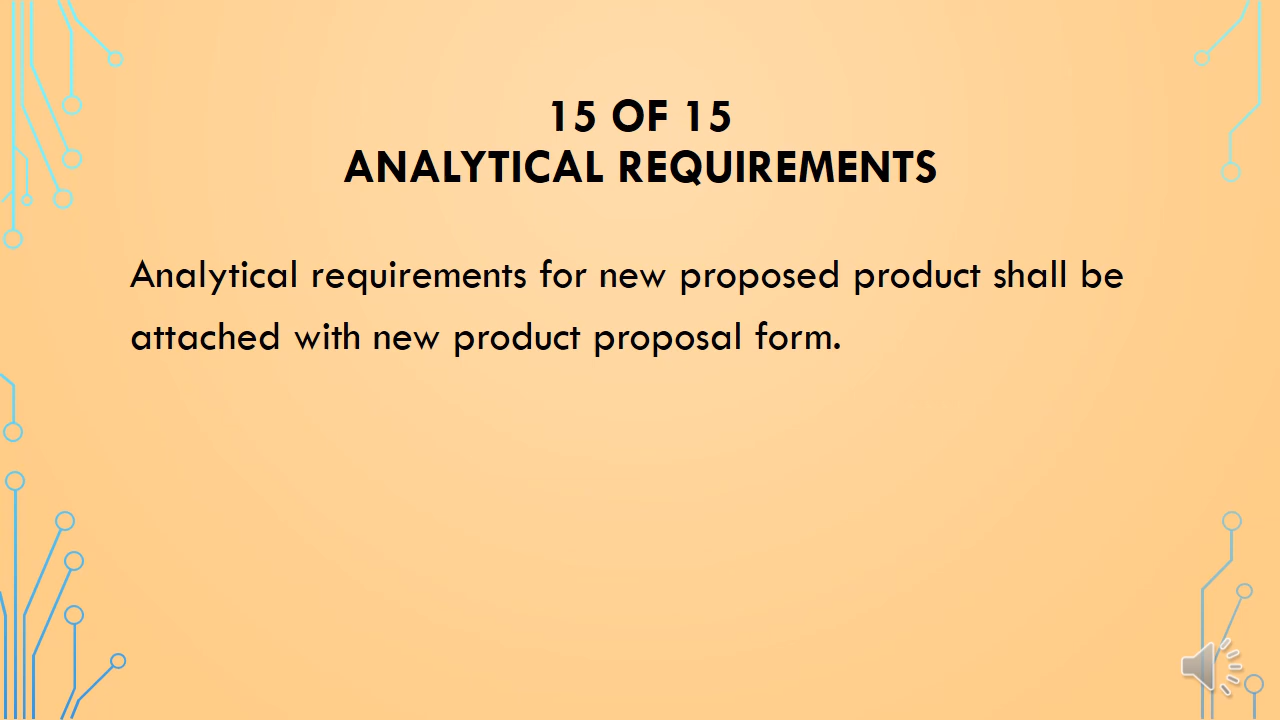 15 OF 15
ANALYTICAL REQUIREMENTS
Analytical requirements for new proposed product shall be
attached with new product proposal form.